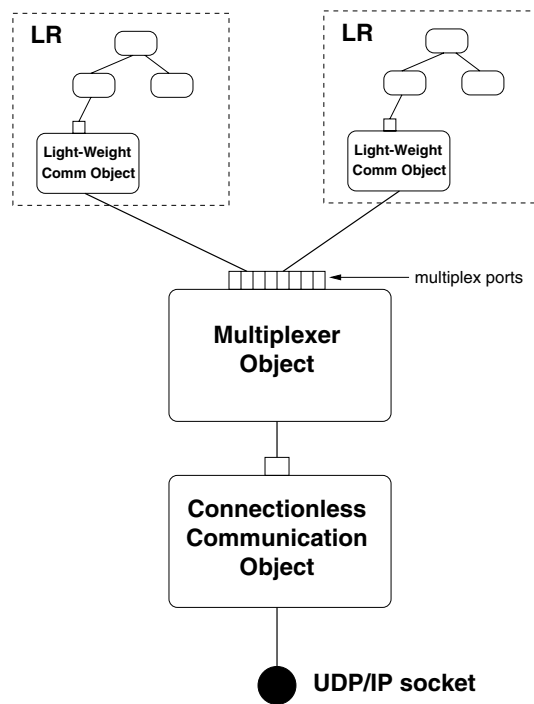 LR
Light-Weight
Comm Object
LR
Light-Weight
Comm Object
multiplex ports
Multiplexer
Object
Connectionless
Communication
Object
UDP/IP socket